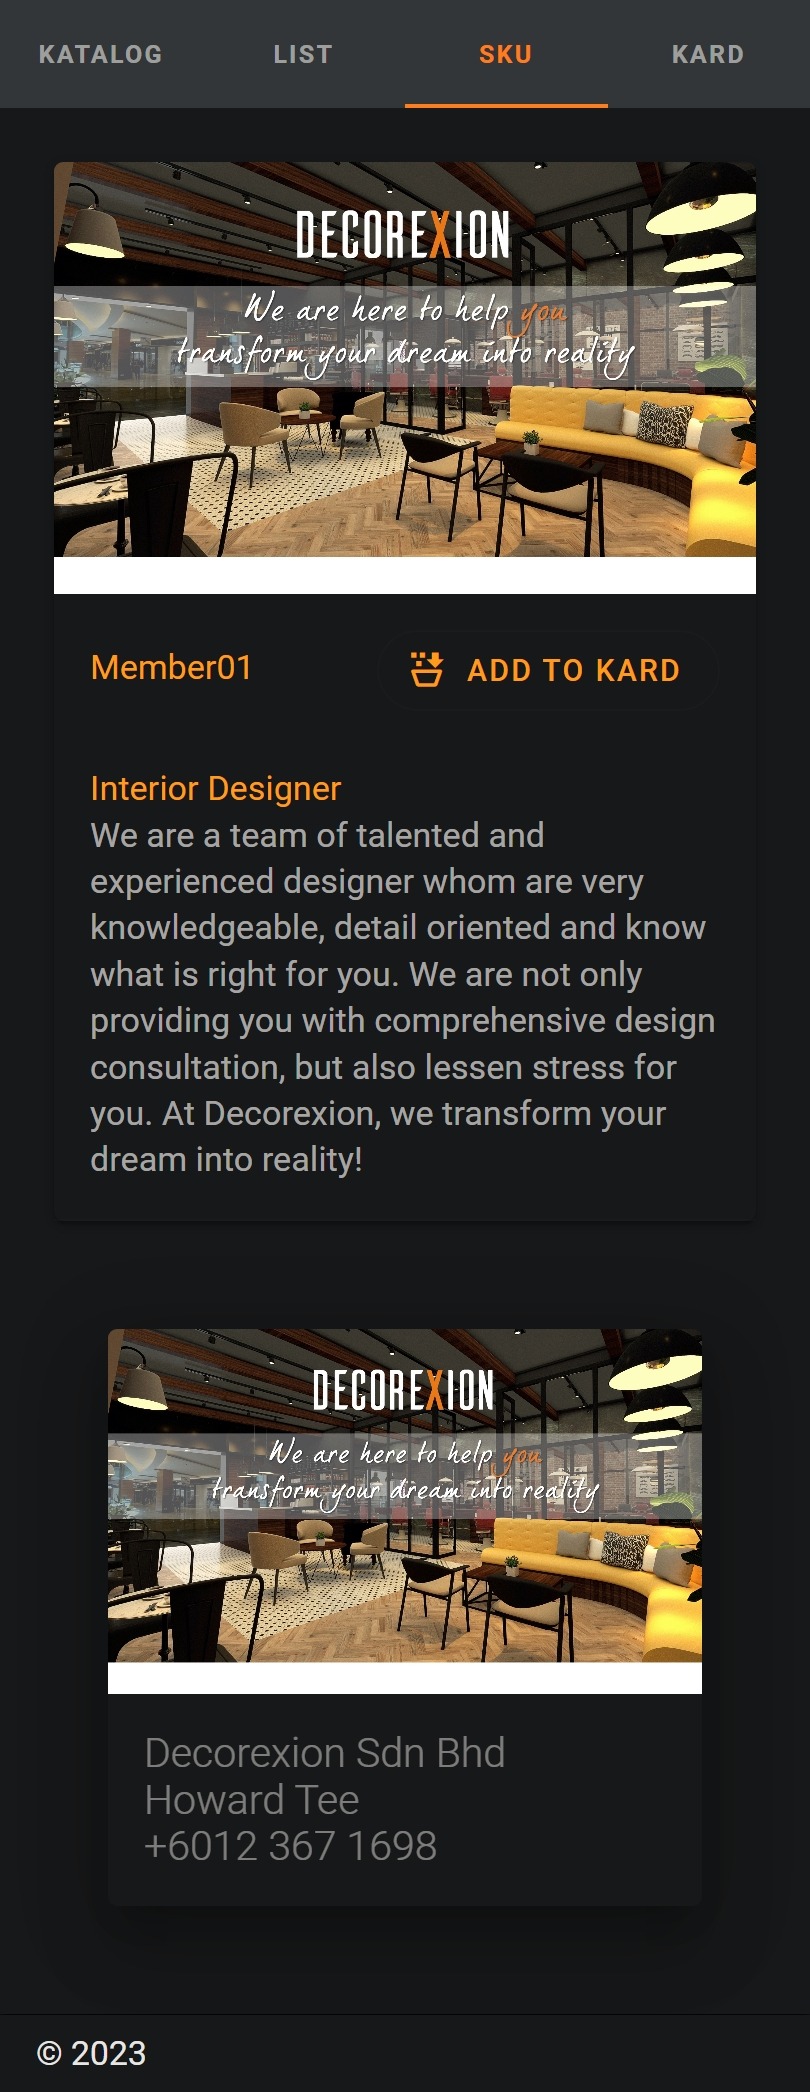 KATALOG LIST SKU KARD
DECOREXION
We are here to help you
transform your dream into reality
Member01 ADD TO KARD
Interior Designer
We are a team of talented and
experienced designer whom are very
knowledgeable, detail oriented and know
what is right for you. We are not only
providing you with comprehensive design
consultation, but also lessen stress for
you. At Decorexion, we transform your
dream into reality!
DECOREXION
We are here to help you
transform your dream into reality
Decorexion Sdn Bhd
Howard Tee
+6012 367 1698
© 2023